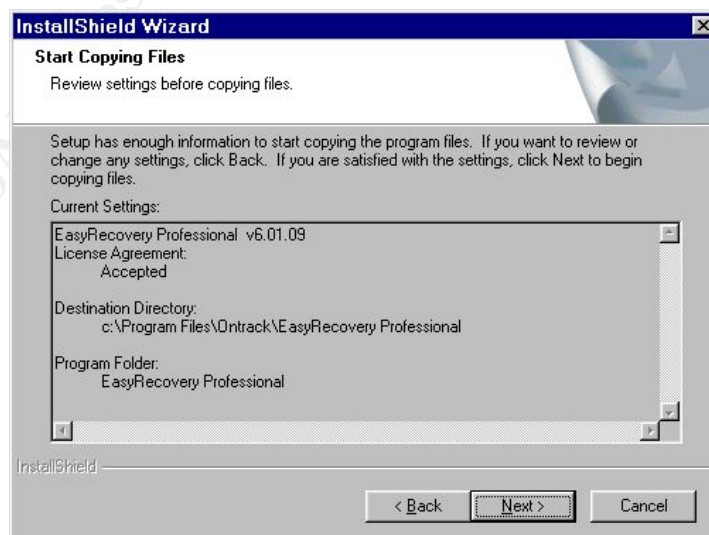 InstallShield Wizard
Start Copying Files
Review settings before copying files.
Setup has enough information to start copying the program files.  If you want to review or
change any settings, click Back.  If you are satisfied with the settings, click Next to begin
copying files.
Current Settings:
EasyRecovery Professional  v6.01.09
License Agreement:
Accepted
Destination Directory:
c:\Program Files\Ontrack\EasyRecovery Professional
Program Folder:
EasyRecovery Professional
InstallShield
< Back
Next >
Cancel